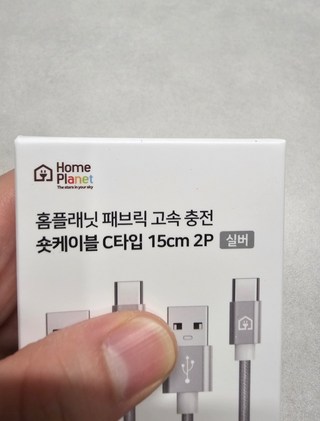 Home
Planet
The store in your sky
홈플래닛 패브릭 고속 충전
숏케이블 C타입 15cm 2P 실버